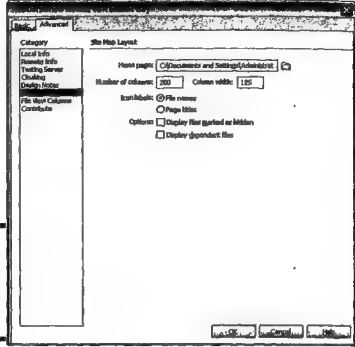 Basic Advanced
Category
Site Map Layout
Local Info
Remote Info
Testing Server
Cloaking
Design Notes
File View Columns
Contribute
Home page: C:\Documents and Settings\Administrat
Number of columns: 200 Column width: 125
Icon labels: File names
Page titles
Options: Display files marked as hidden
Display dependent files
OK Cancel Help